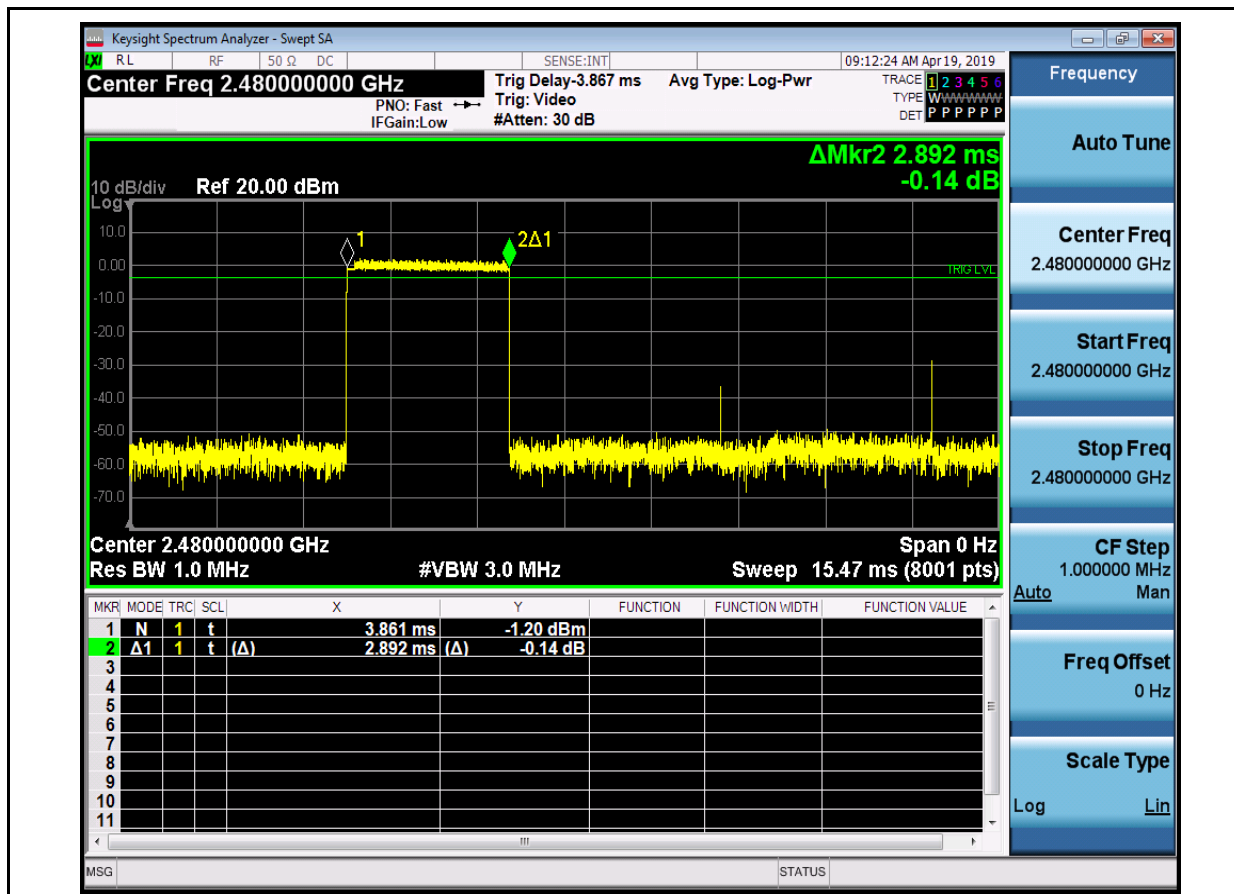 Keysight Spectrum Analyzer - Swept SA
LXI RL RF 50 Ω DC SENSE:INT 09:12:24 AM Apr 19, 2019
Center Freq 2.480000000 GHz
PNO: Fast
IFGain:Low
Trig Delay-3.867 ms
Trig: Video
#Atten: 30 dB
Avg Type: Log-Pwr
TRACE 1 2 3 4 5 6
TYPE WWWWWW
DET P P P P P P
ΔMkr2 2.892 ms
-0.14 dB
10 dB/div Ref 20.00 dBm
Log
10.0
0.00
-10.0
-20.0
-30.0
-40.0
-50.0
-60.0
-70.0
1
2Δ1
TRIG LVL
Center 2.480000000 GHz Span 0 Hz
Res BW 1.0 MHz #VBW 3.0 MHz Sweep 15.47 ms (8001 pts)
MKR MODE TRC SCL X Y FUNCTION FUNCTION WIDTH FUNCTION VALUE
1 N 1 t 3.861 ms -1.20 dBm
2 Δ1 1 t (Δ) 2.892 ms (Δ) -0.14 dB
3
4
5
6
7
8
9
10
11
MSG STATUS
Frequency
Auto Tune
Center Freq
2.480000000 GHz
Start Freq
2.480000000 GHz
Stop Freq
2.480000000 GHz
CF Step
1.000000 MHz
Auto Man
Freq Offset
0 Hz
Scale Type
Log Lin